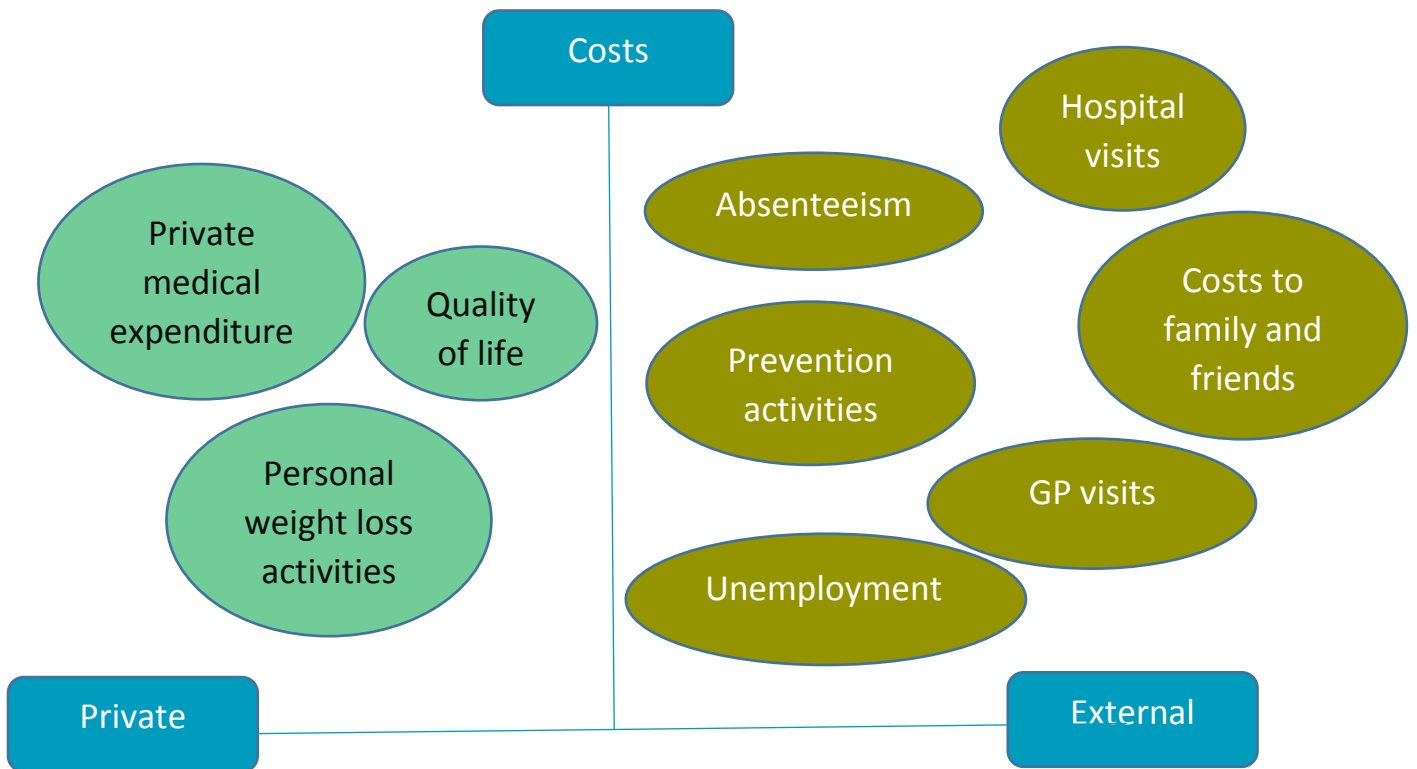 Costs
Private
medical
expenditure
Quality
of life
Personal
weight loss
activities
Absenteeism
Hospital
visits
Costs to
family and
friends
Prevention
activities
GP visits
Unemployment
Private
External